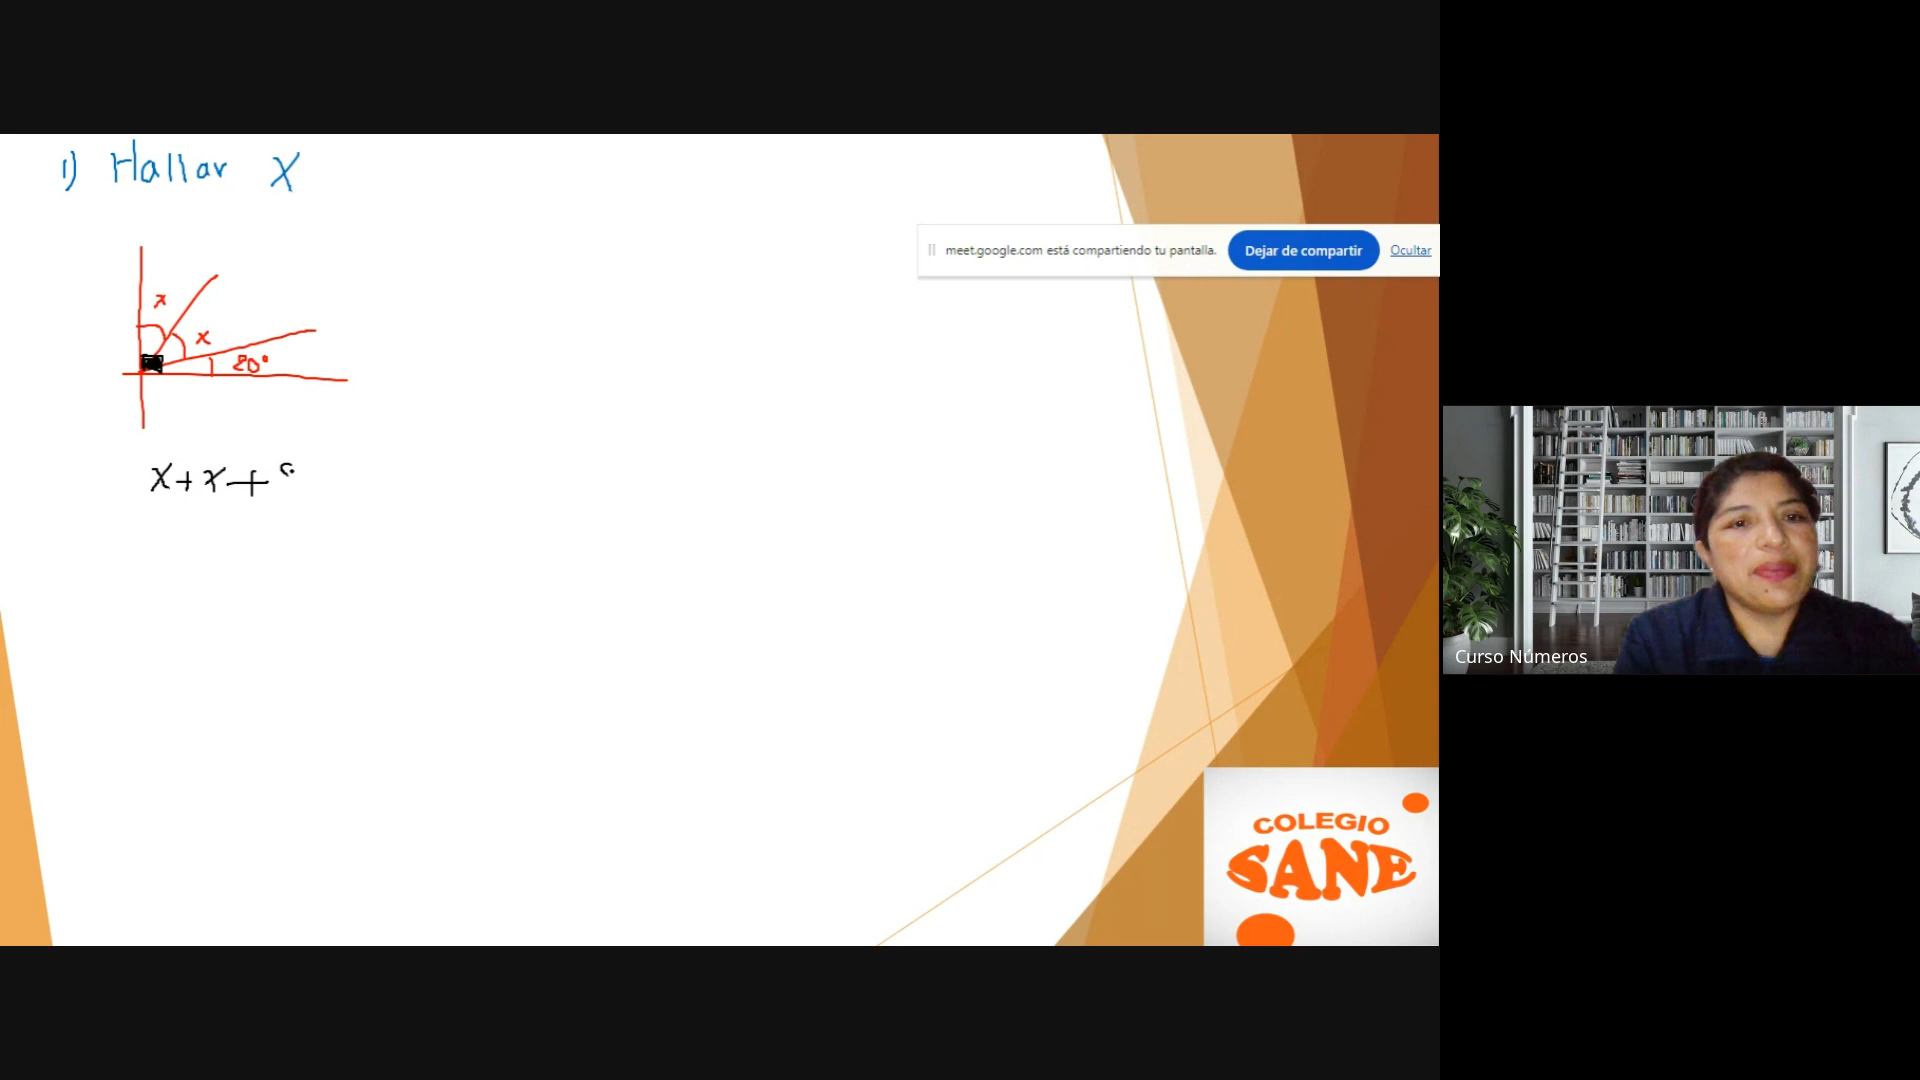 1) Hallar X
meet.google.com está compartiendo tu pantalla. Dejar de compartir Ocultar
x
x
20°
X + x +
Curso Números
COLEGIO
SANE